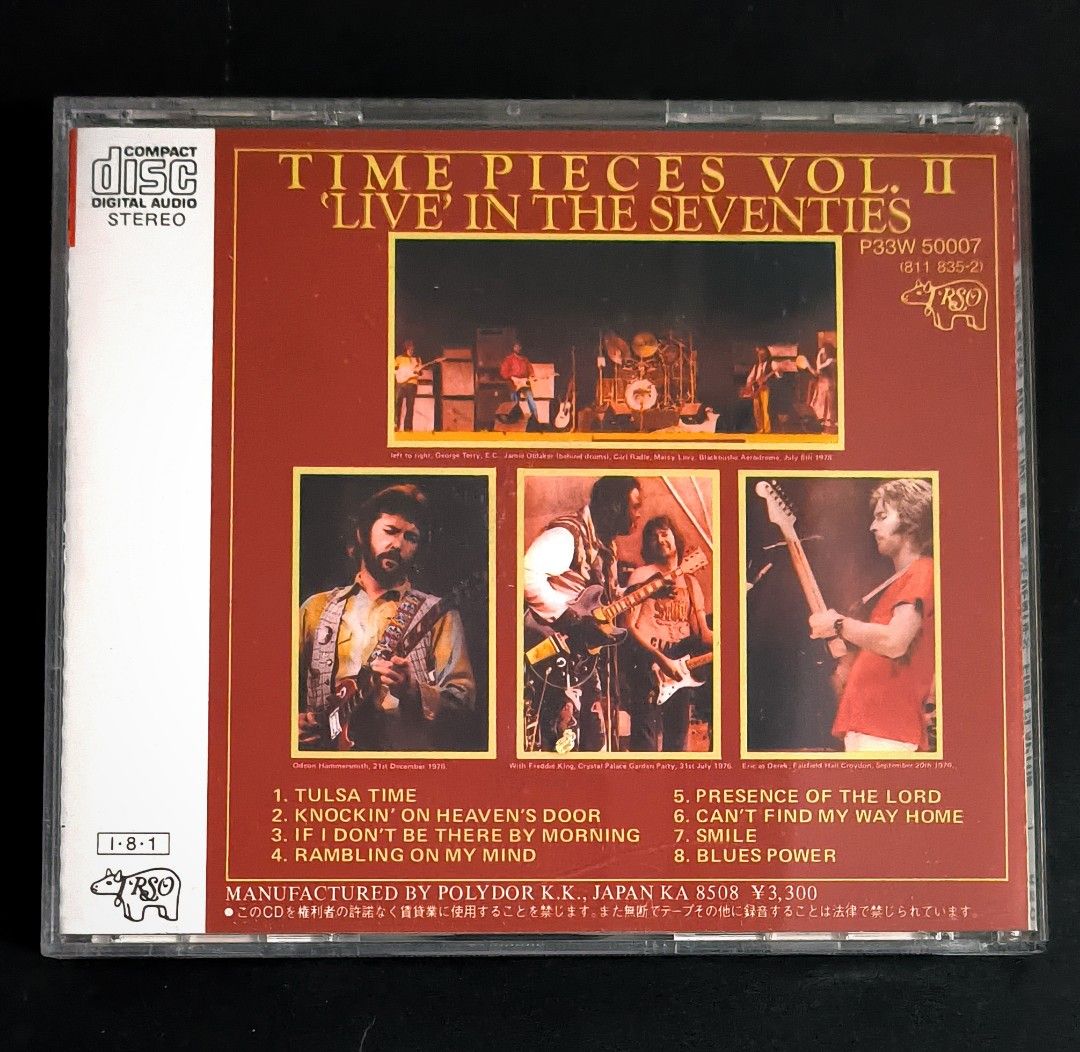 COMPACT
disc
DIGITAL AUDIO
STEREO
TIME PIECES VOL. II
'LIVE' IN THE SEVENTIES
P33W 50007
(811 835-2)
RSO
left to right, George Terry, E.C. Jamie Oldaker (behind drums), Carl Radle, Marcy Levy, Blackbushe Aerodrome, July 1978
Odeon Hammersmith, 21st December 1976.
With Freddie King, Crystal Palace Garden Party, 31st July 1976.
Eric as Derek, Fairfield Hall Croydon, September 20th 1970.
1. TULSA TIME
2. KNOCKIN' ON HEAVEN'S DOOR
3. IF I DON'T BE THERE BY MORNING
4. RAMBLING ON MY MIND
5. PRESENCE OF THE LORD
6. CAN'T FIND MY WAY HOME
7. SMILE
8. BLUES POWER
I·8·1
RSO
MANUFACTURED BY POLYDOR K.K., JAPAN KA 8508 ¥3,300
●このCDを権利者の許諾なく賃貸業に使用することを禁じます。また無断でテープその他に録音することは法律で禁じられています。